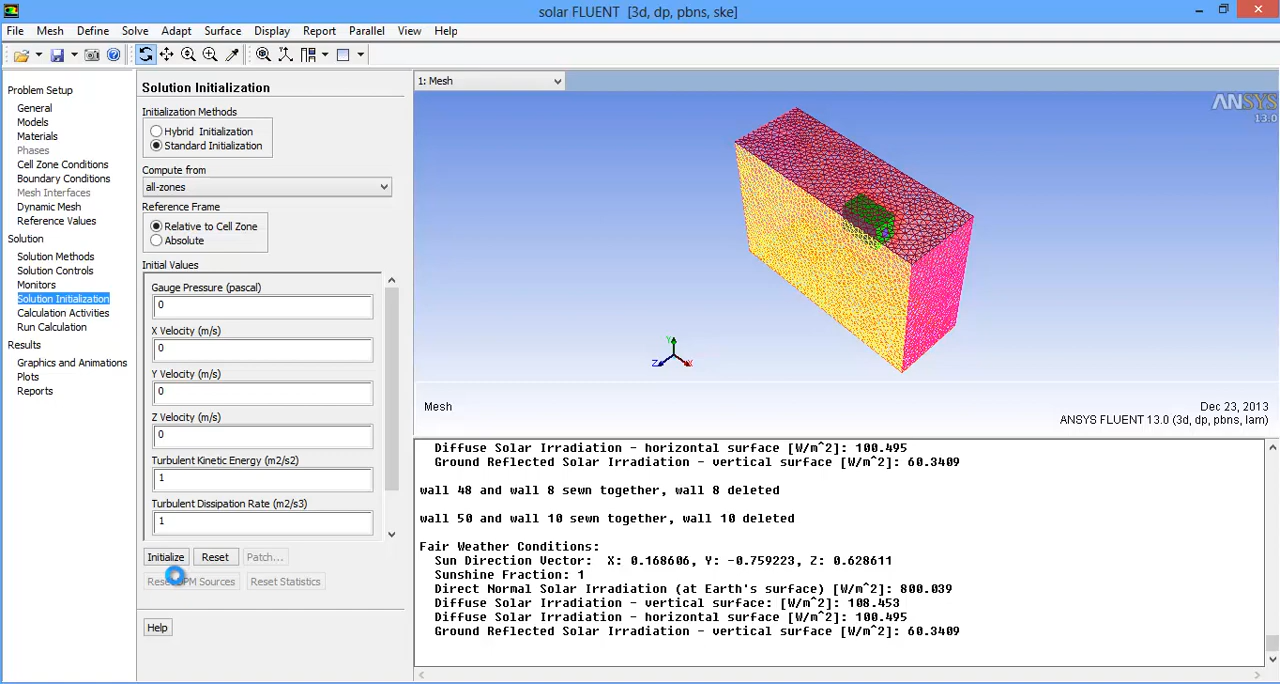 solar FLUENT [3d, dp, pbns, ske]
File Mesh Define Solve Adapt Surface Display Report Parallel View Help
Problem Setup
General
Models
Materials
Phases
Cell Zone Conditions
Boundary Conditions
Mesh Interfaces
Dynamic Mesh
Reference Values
Solution
Solution Methods
Solution Controls
Monitors
Solution Initialization
Calculation Activities
Run Calculation
Results
Graphics and Animations
Plots
Reports
Solution Initialization
Initialization Methods
Hybrid Initialization
Standard Initialization
Compute from
all-zones
Reference Frame
Relative to Cell Zone
Absolute
Initial Values
Gauge Pressure (pascal)
0
X Velocity (m/s)
0
Y Velocity (m/s)
0
Z Velocity (m/s)
0
Turbulent Kinetic Energy (m2/s2)
1
Turbulent Dissipation Rate (m2/s3)
1
Initialize Reset Patch...
Reset DPM Sources Reset Statistics
Help
1: Mesh
ANSYS
13.0
Y
Z X
Mesh
Dec 23, 2013
ANSYS FLUENT 13.0 (3d, dp, pbns, lam)
Diffuse Solar Irradiation - horizontal surface [W/m^2]: 100.495
Ground Reflected Solar Irradiation - vertical surface [W/m^2]: 60.3409
wall 48 and wall 8 sewn together, wall 8 deleted
wall 50 and wall 10 sewn together, wall 10 deleted
Fair Weather Conditions:
Sun Direction Vector: X: 0.168606, Y: -0.759223, Z: 0.628611
Sunshine Fraction: 1
Direct Normal Solar Irradiation (at Earth's surface) [W/m^2]: 800.039
Diffuse Solar Irradiation - vertical surface: [W/m^2]: 108.453
Diffuse Solar Irradiation - horizontal surface [W/m^2]: 100.495
Ground Reflected Solar Irradiation - vertical surface [W/m^2]: 60.3409